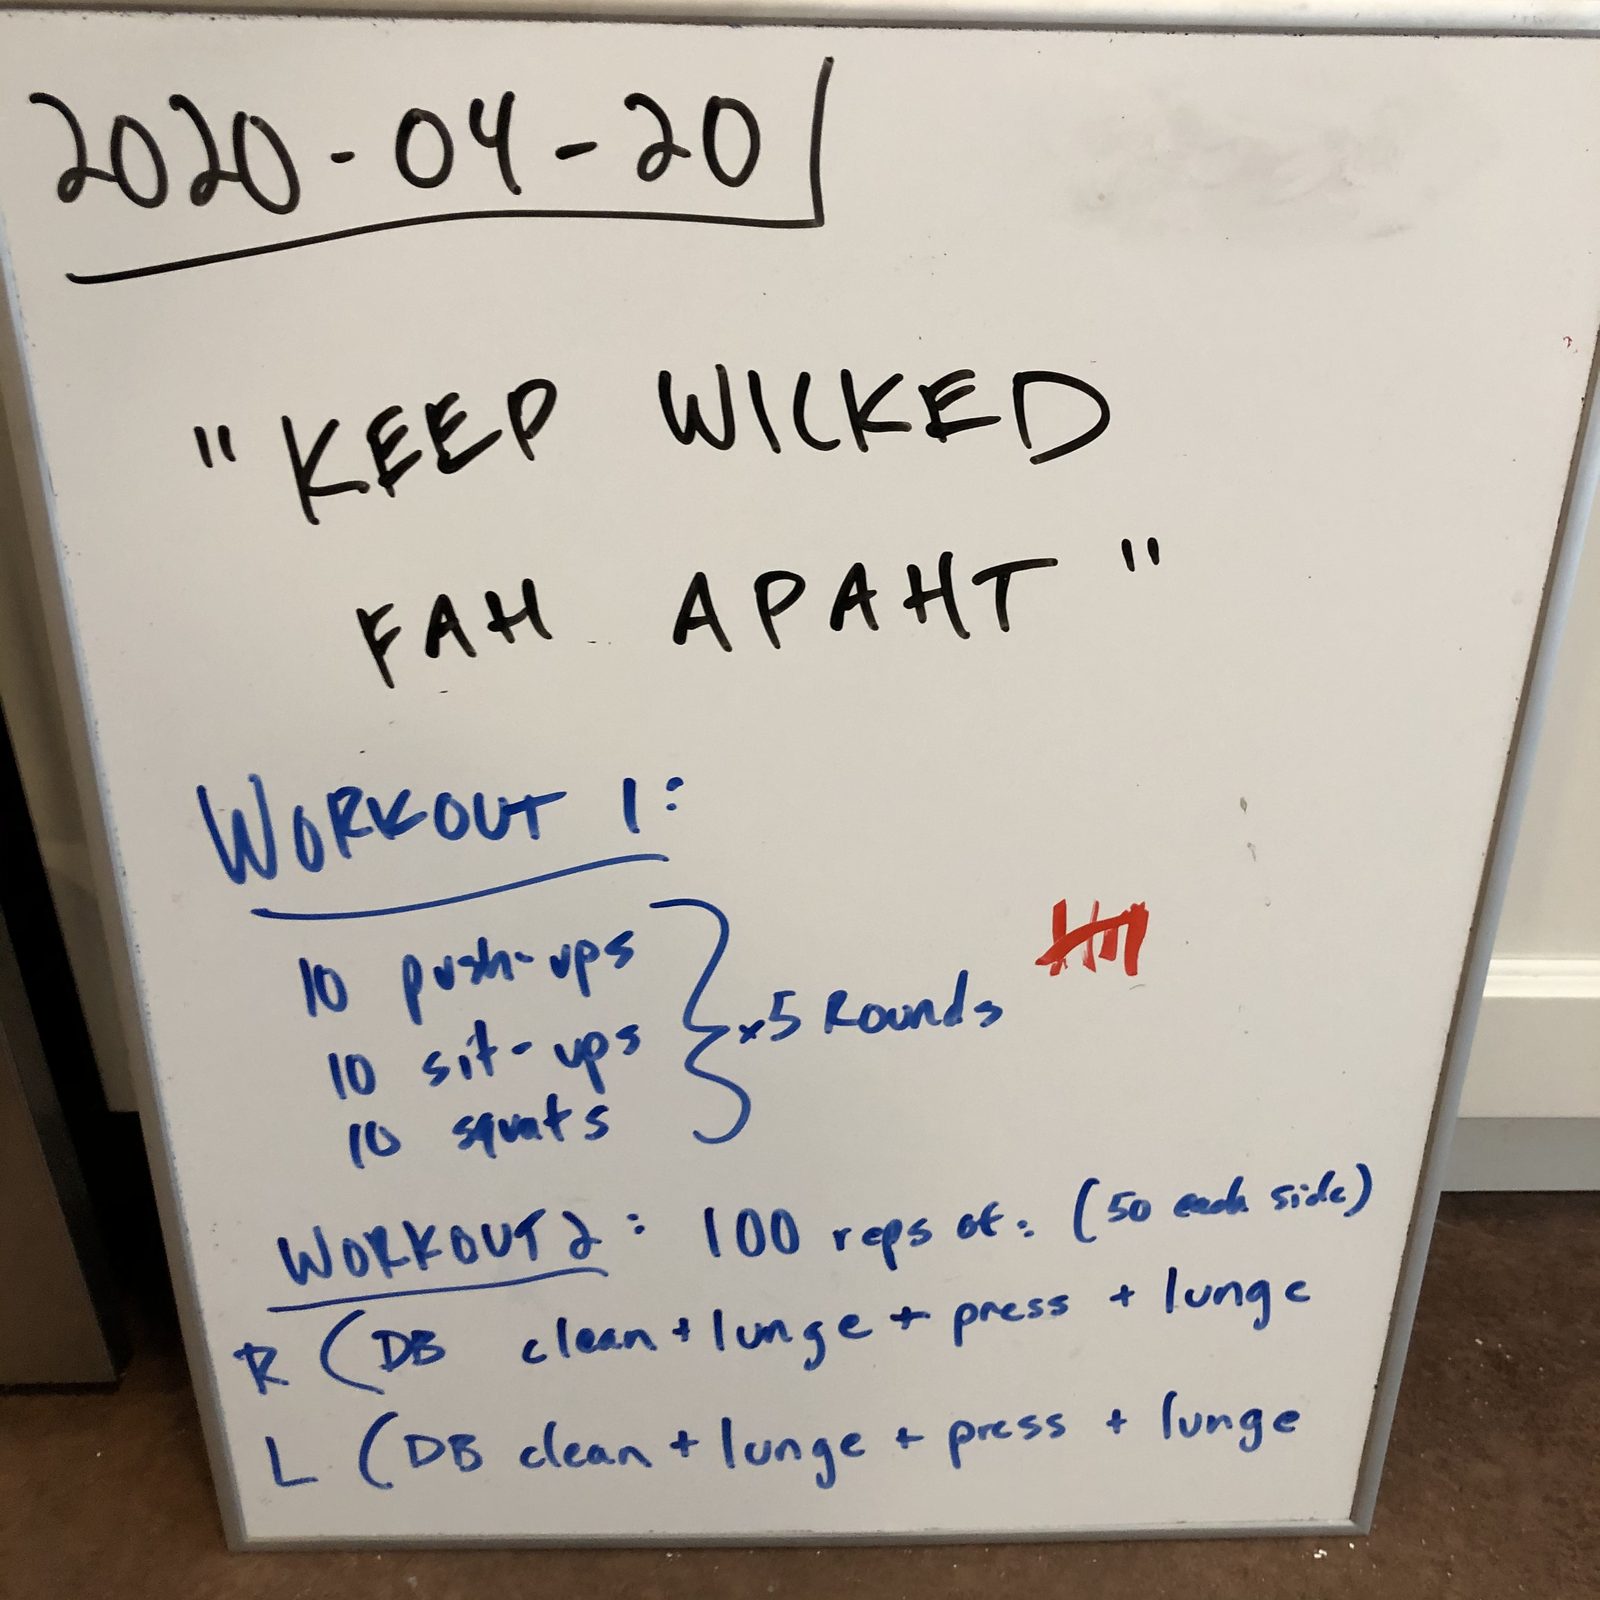 2020-04-20
"KEEP WICKED
FAH APAHT"
WORKOUT 1:
10 push-ups
10 sit-ups
x5 Rounds
10 squats
WORKOUT 2: 100 reps of: (50 each side)
R (DB clean + lunge + press + lunge
L (DB clean + lunge + press + lunge